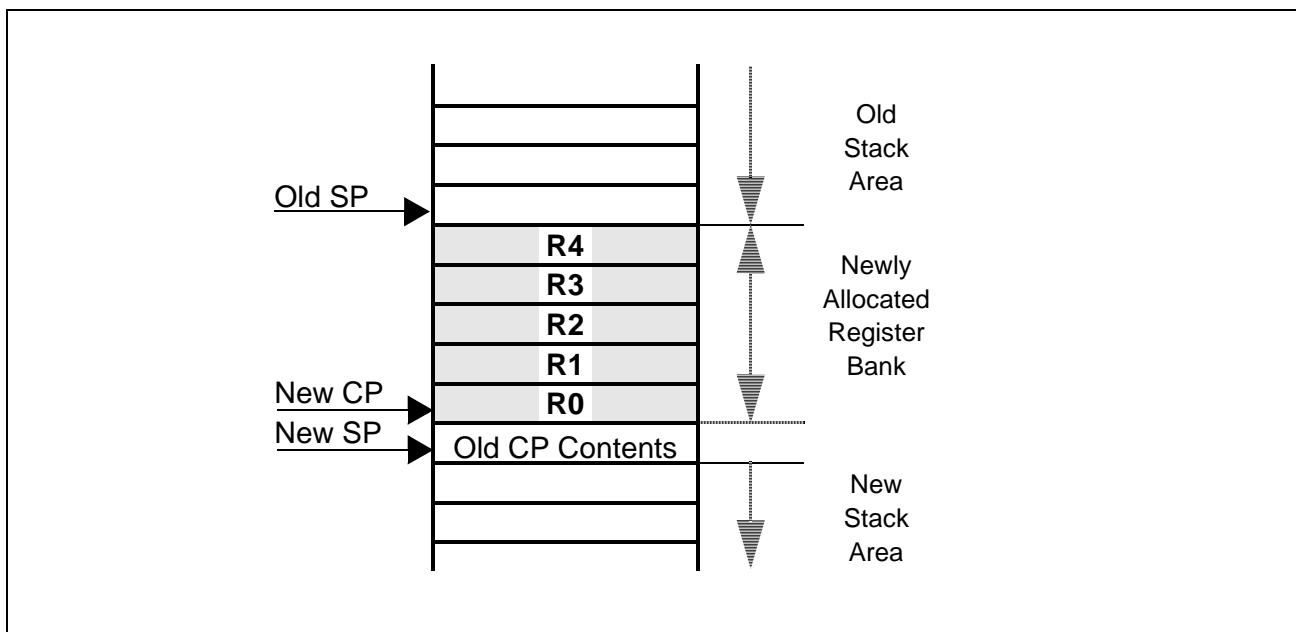 Old
Stack
Area
Old SP
R4
R3
R2
R1
R0
Newly
Allocated
Register
Bank
New CP
New SP
Old CP Contents
New
Stack
Area